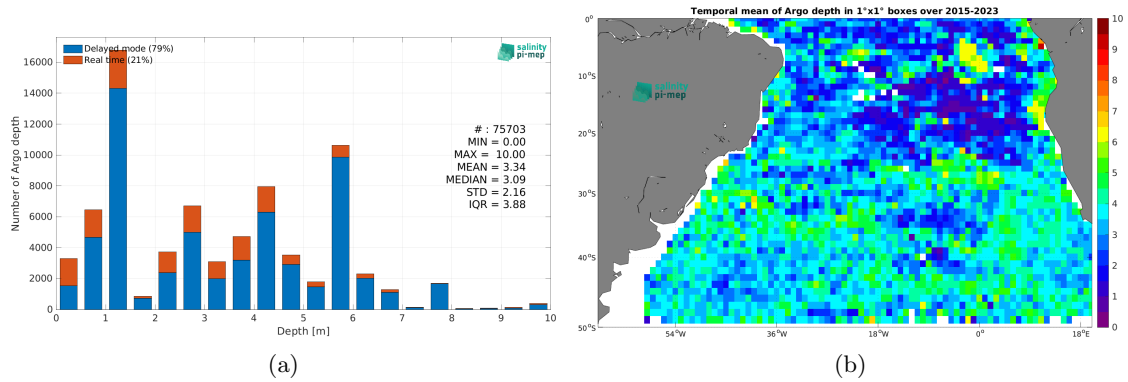 Delayed mode (79%)
Real time (21%)
salinity
pi-mep
# : 75703
MIN = 0.00
MAX = 10.00
MEAN = 3.34
MEDIAN = 3.09
STD = 2.16
IQR = 3.88
Number of Argo depth
16000
14000
12000
10000
8000
6000
4000
2000
0
0 1 2 3 4 5 6 7 8 9 10
Depth [m]
(a)
Temporal mean of Argo depth in 1°x1° boxes over 2015-2023
salinity
pi-mep
0°
10°S
20°S
30°S
40°S
50°S
54°W 36°W 18°W 0° 18°E
10
9
8
7
6
5
4
3
2
1
0
(b)